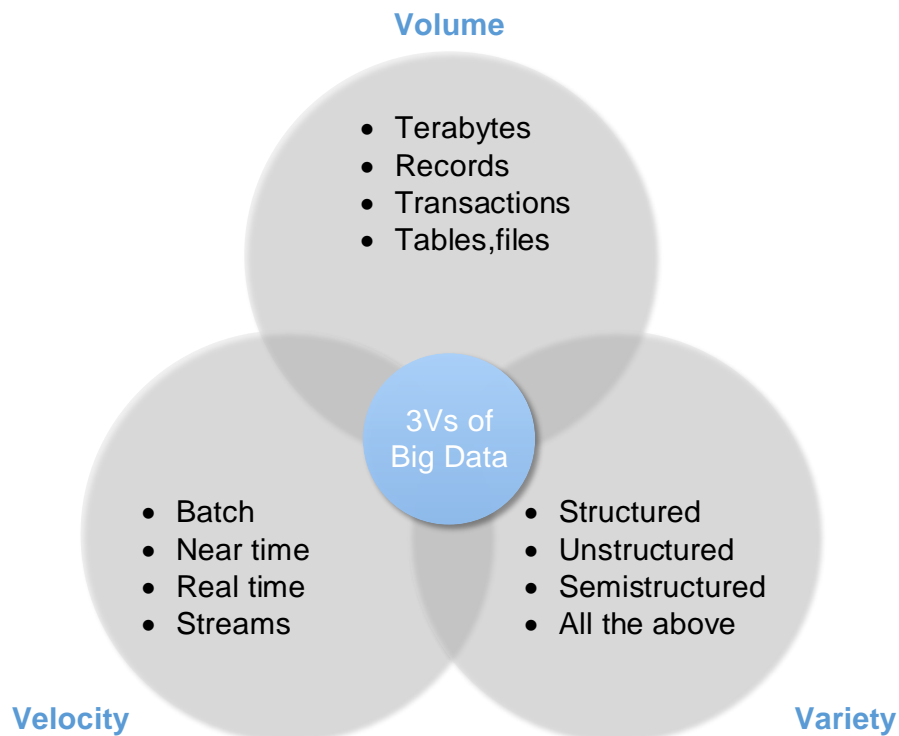 Volume
• Terabytes
• Records
• Transactions
• Tables,files
3Vs of
Big Data
• Batch
• Near time
• Real time
• Streams
• Structured
• Unstructured
• Semistructured
• All the above
Velocity
Variety